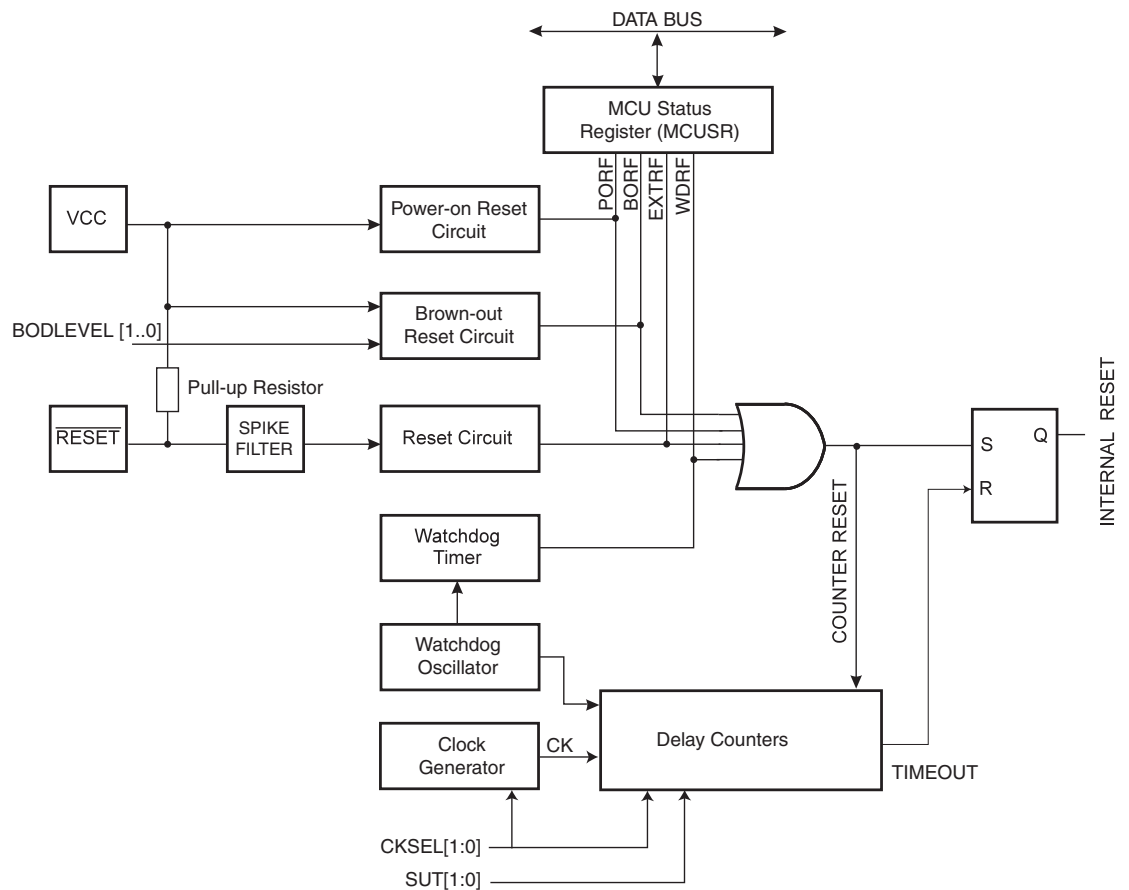 DATA BUS
MCU Status
Register (MCUSR)
PORF
BORF
EXTRF
WDRF
VCC
Power-on Reset
Circuit
BODLEVEL [1..0]
Brown-out
Reset Circuit
Pull-up Resistor
RESET
SPIKE
FILTER
Reset Circuit
S
Q
R
INTERNAL RESET
COUNTER RESET
Watchdog
Timer
Watchdog
Oscillator
Clock
Generator
CK
Delay Counters
TIMEOUT
CKSEL[1:0]
SUT[1:0]